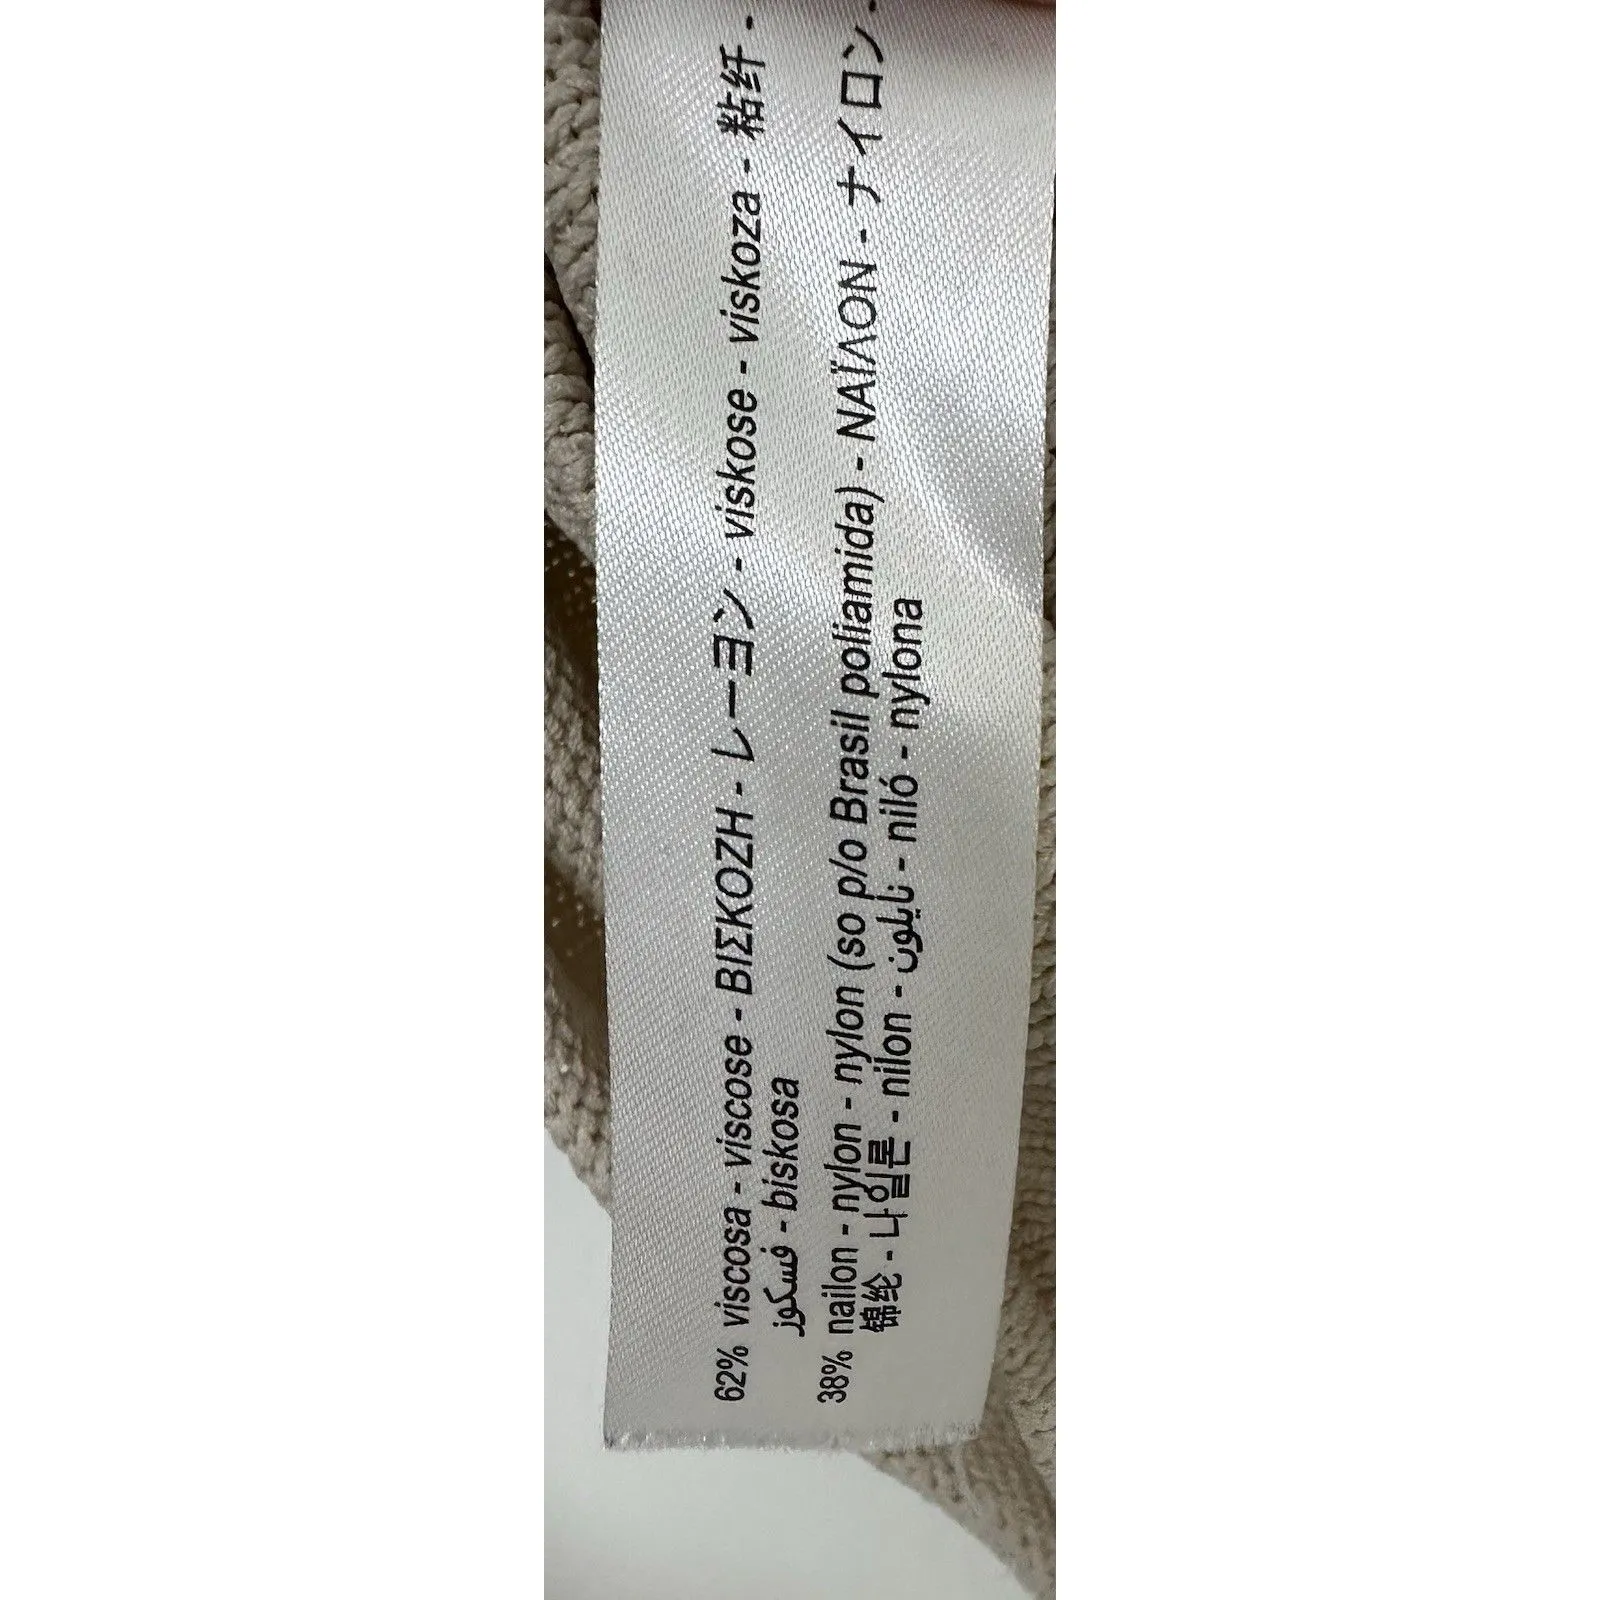 62% viscosa - viscose - ΒΙΣΚΟΖΗ - レーヨン - viskose - viskoza - 粘纤 -
فسكوز - biskosa
38% nailon - nylon - nylon (so p/o Brasil poliamida) - ΝΑΪΛΟΝ - ナイロン -
锦纶 - 나일론 - nilon - نايلون - niló - nylona